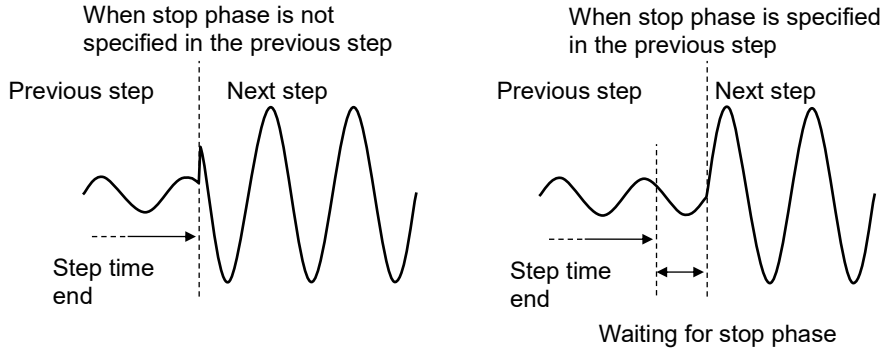 When stop phase is not
specified in the previous step
Previous step
Next step
Step time
end
When stop phase is specified
in the previous step
Previous step
Next step
Step time
end
Waiting for stop phase